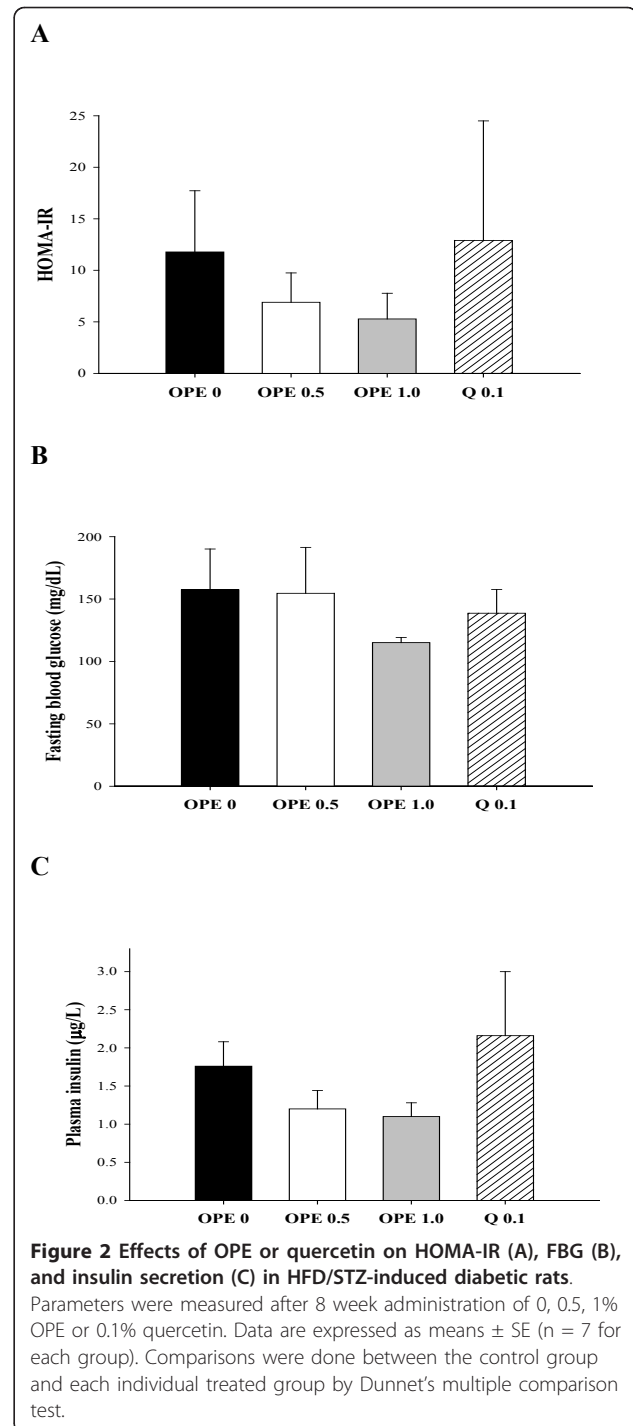 A
25
20
15
10
5
0
HOMA-IR
OPE 0 OPE 0.5 OPE 1.0 Q 0.1
B
200
150
100
50
0
Fasting blood glucose (mg/dL)
OPE 0 OPE 0.5 OPE 1.0 Q 0.1
C
3.0
2.5
2.0
1.5
1.0
0.5
0.0
Plasma insulin (µg/L)
OPE 0 OPE 0.5 OPE 1.0 Q 0.1
Figure 2 Effects of OPE or quercetin on HOMA-IR (A), FBG (B),
and insulin secretion (C) in HFD/STZ-induced diabetic rats.
Parameters were measured after 8 week administration of 0, 0.5, 1%
OPE or 0.1% quercetin. Data are expressed as means ± SE (n = 7 for
each group). Comparisons were done between the control group
and each individual treated group by Dunnet's multiple comparison
test.